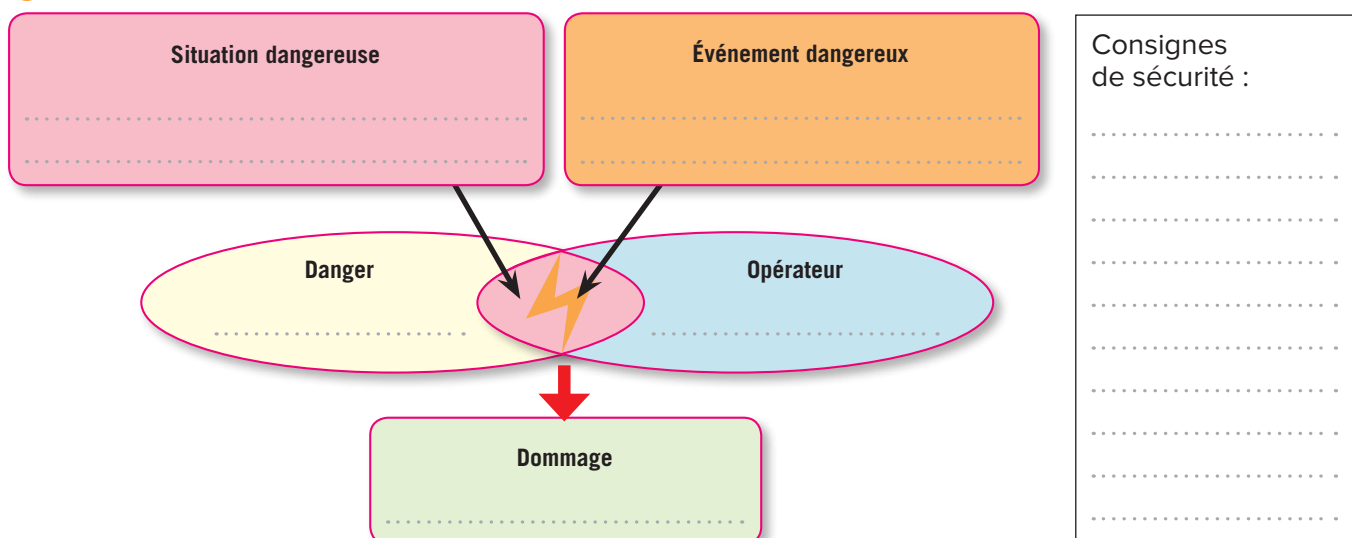 Situation dangereuse
Événement dangereux
Danger
Opérateur
Dommage
Consignes
de sécurité :